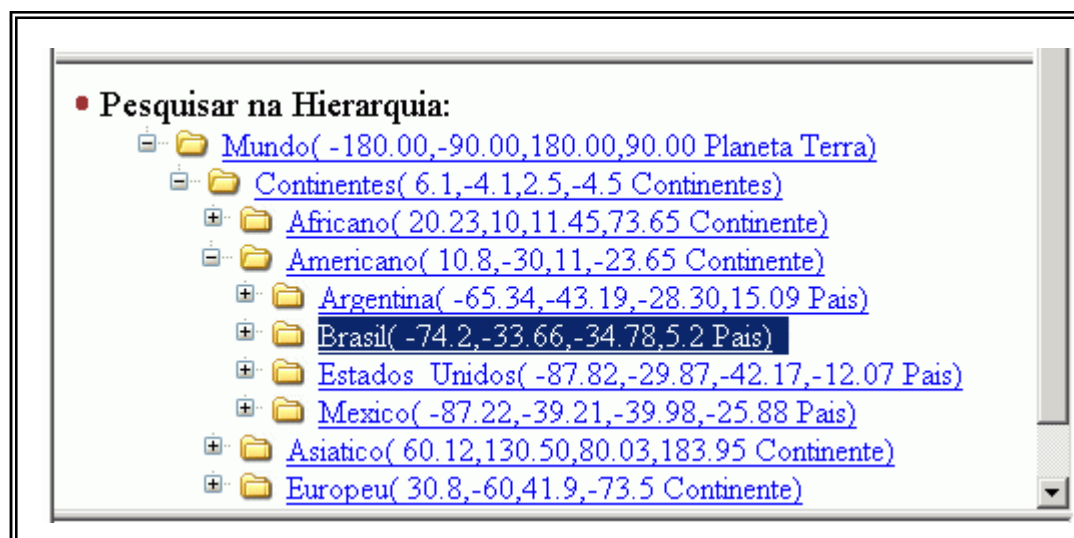 • Pesquisar na Hierarquia:
Mundo( -180.00,-90.00,180.00,90.00 Planeta Terra)
Continentes( 6.1,-4.1,2.5,-4.5 Continentes)
Africano( 20.23,10,11.45,73.65 Continente)
Americano( 10.8,-30,11,-23.65 Continente)
Argentina( -65.34,-43.19,-28.30,15.09 Pais)
Brasil( -74.2,-33.66,-34.78,5.2 Pais)
Estados_Unidos( -87.82,-29.87,-42.17,-12.07 Pais)
Mexico( -87.22,-39.21,-39.98,-25.88 Pais)
Asiatico( 60.12,130.50,80.03,183.95 Continente)
Europeu( 30.8,-60,41.9,-73.5 Continente)